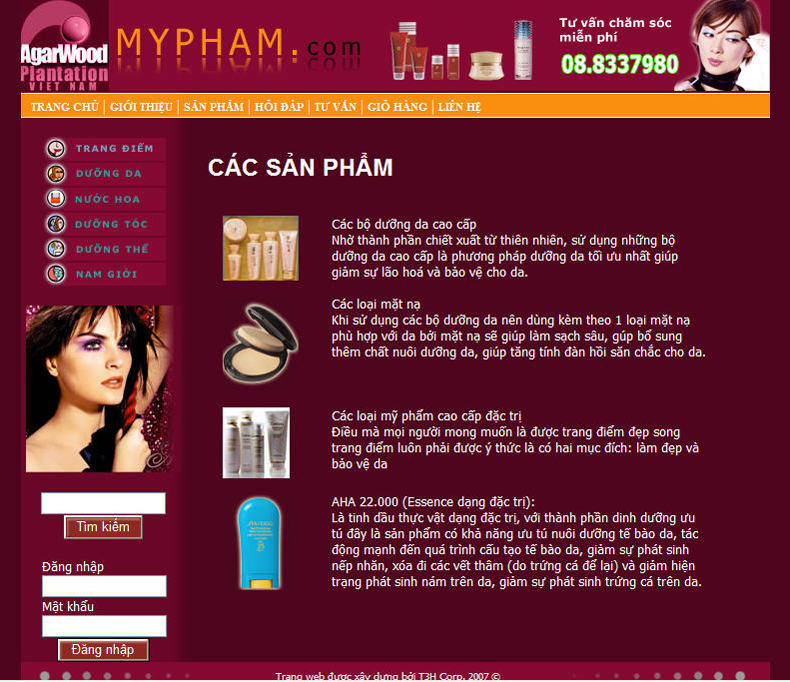 AgarWood
Plantation
VIET NAM
MYPHAM.com
Tư vấn chăm sóc
miễn phí
08.8337980
TRANG CHỦ | GIỚI THIỆU | SẢN PHẨM | HỎI ĐÁP | TƯ VẤN | GIỎ HÀNG | LIÊN HỆ
TRANG ĐIỂM
DƯỠNG DA
NƯỚC HOA
DƯỠNG TÓC
DƯỠNG THỂ
NAM GIỚI
Tìm kiếm
Đăng nhập
Mật khẩu
Đăng nhập
CÁC SẢN PHẨM
Các bộ dưỡng da cao cấp
Nhờ thành phần chiết xuất từ thiên nhiên, sử dụng những bộ
dưỡng da cao cấp là phương pháp dưỡng da tối ưu nhất giúp
giảm sự lão hoá và bảo vệ cho da.
Các loại mặt nạ
Khi sử dụng các bộ dưỡng da nên dùng kèm theo 1 loại mặt nạ
phù hợp với da bởi mặt nạ sẽ giúp làm sạch sâu, gúp bổ sung
thêm chất nuôi dưỡng da, giúp tăng tính đàn hồi săn chắc cho da.
Các loại mỹ phẩm cao cấp đặc trị
Điều mà mọi người mong muốn là được trang điểm đẹp song
trang điểm luôn phải được ý thức là có hai mục đích: làm đẹp và
bảo vệ da
SHISEIDO
AHA 22.000 (Essence dạng đặc trị):
Là tinh dầu thực vật dạng đặc trị, với thành phần dinh dưỡng ưu
tú đây là sản phẩm có khả năng ưu tú nuôi dưỡng tế bào da, tác
động mạnh đến quá trình cấu tạo tế bào da, giảm sự phát sinh
nếp nhăn, xóa đi các vết thâm (do trứng cá để lại) và giảm hiện
trạng phát sinh nám trên da, giảm sự phát sinh trứng cá trên da.
Trang web được xây dựng bởi T3H Corp. 2007 ©